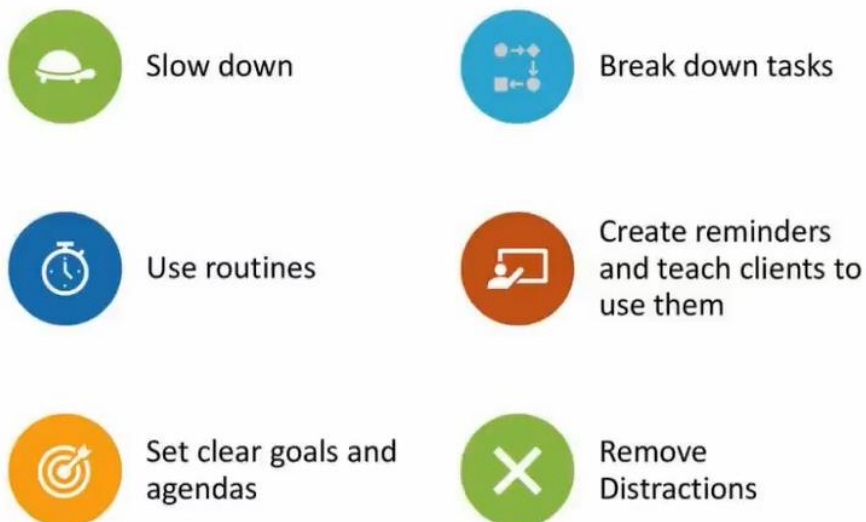 Slow down
Break down tasks
Use routines
Create reminders
and teach clients to
use them
Set clear goals and
agendas
Remove
Distractions